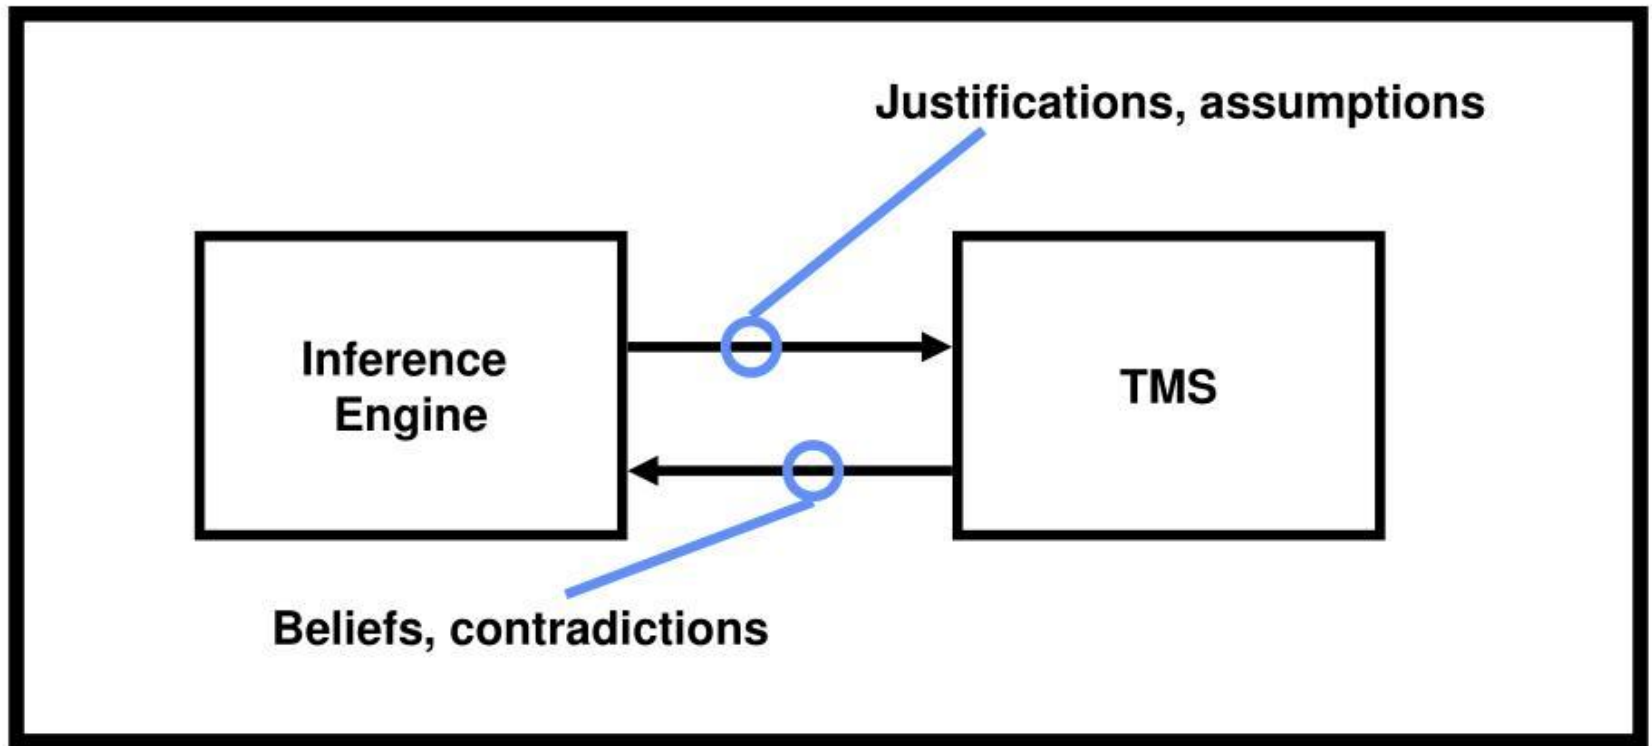 Justifications, assumptions
Inference
Engine
TMS
Beliefs, contradictions